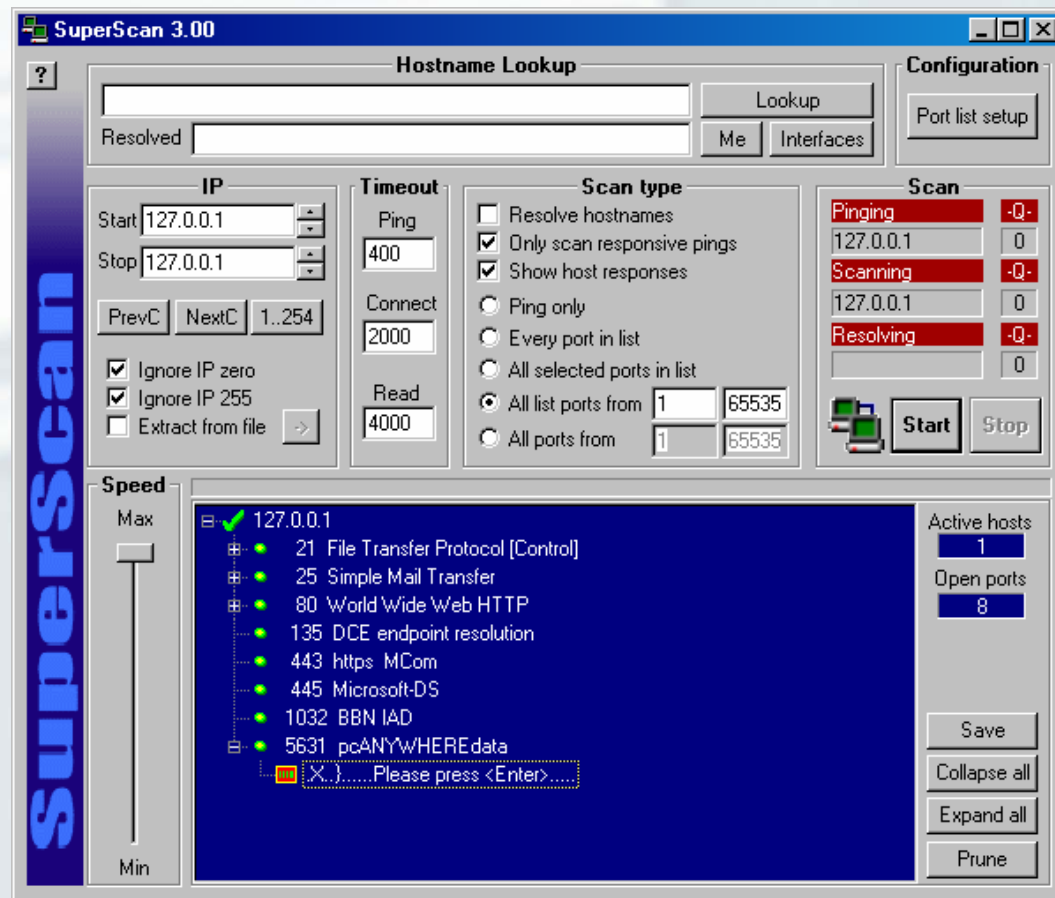 SuperScan 3.00
?
Hostname Lookup
Lookup
Resolved
Me
Interfaces
Configuration
Port list setup
IP
Start 127.0.0.1
Stop 127.0.0.1
PrevC
NextC
1..254
Ignore IP zero
Ignore IP 255
Extract from file
->
Timeout
Ping
400
Connect
2000
Read
4000
Scan type
Resolve hostnames
Only scan responsive pings
Show host responses
Ping only
Every port in list
All selected ports in list
All list ports from 1 65535
All ports from 1 65535
Scan
Pinging -Q-
127.0.0.1 0
Scanning -Q-
127.0.0.1 0
Resolving -Q-
0
Start
Stop
SuperScan
Speed
Max
Min
127.0.0.1
21 File Transfer Protocol [Control]
25 Simple Mail Transfer
80 World Wide Web HTTP
135 DCE endpoint resolution
443 https MCom
445 Microsoft-DS
1032 BBN IAD
5631 pcANYWHEREdata
.X..}.....Please press <Enter>.....
Active hosts
1
Open ports
8
Save
Collapse all
Expand all
Prune